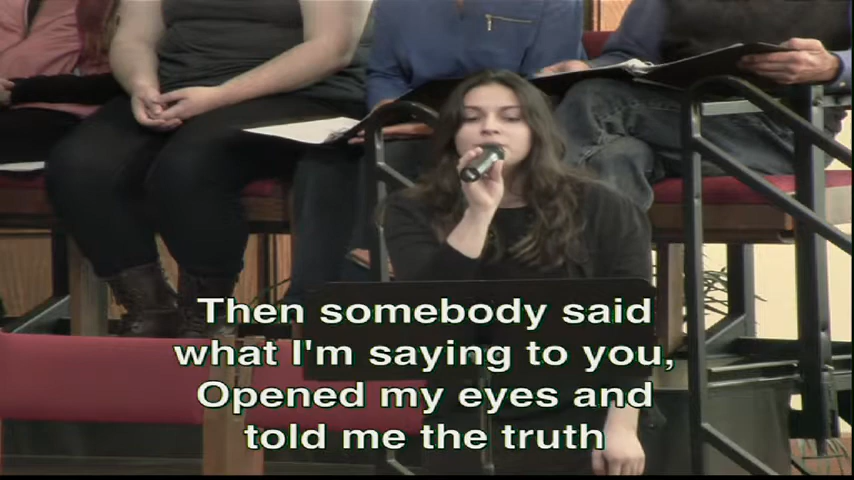 Then somebody said
what I'm saying to you,
Opened my eyes and
told me the truth